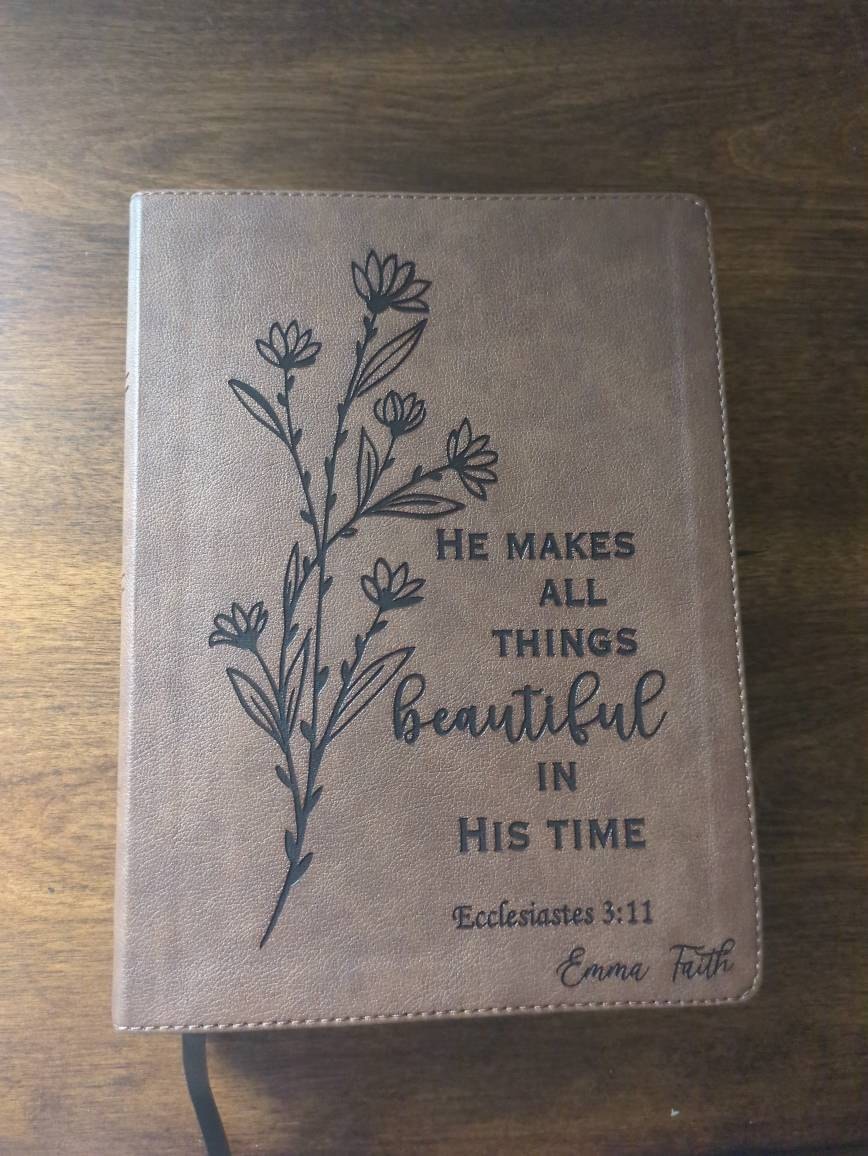 He makes
all
things
beautiful
in
His time
Ecclesiastes 3:11
Emma Faith